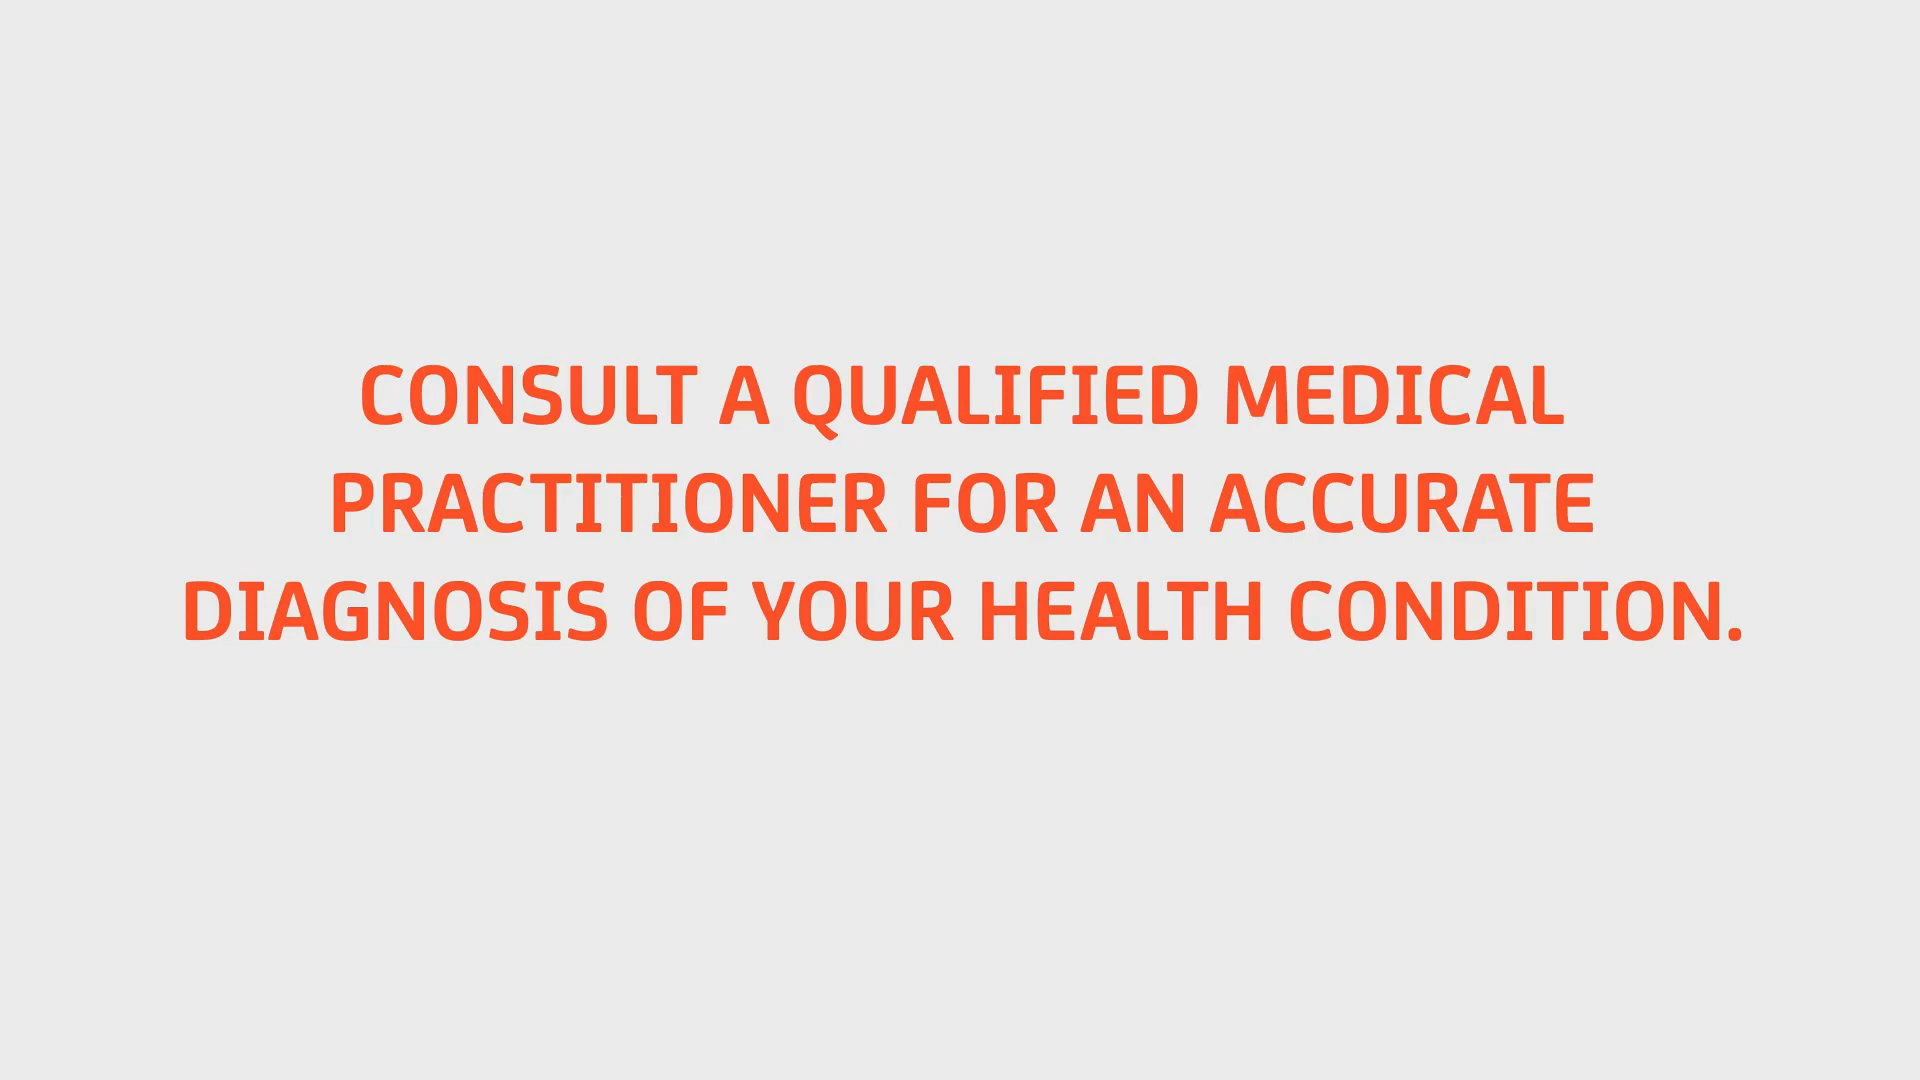 CONSULT A QUALIFIED MEDICAL
PRACTITIONER FOR AN ACCURATE
DIAGNOSIS OF YOUR HEALTH CONDITION.